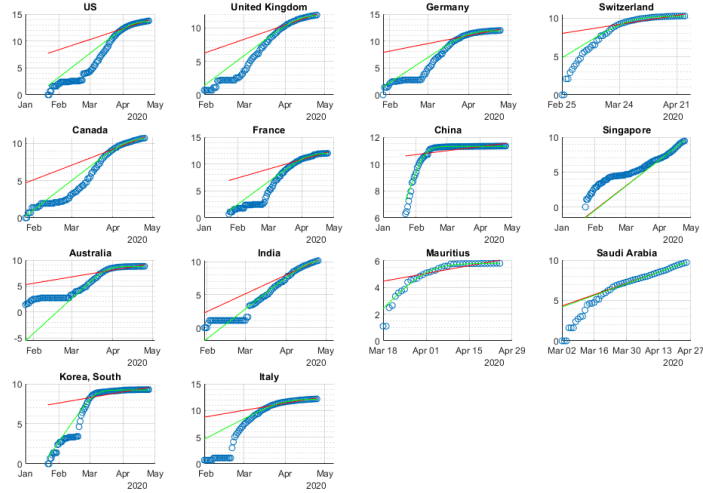 US
15
10
5
0
Jan Feb Mar Apr May
2020
United Kingdom
10
5
0
Feb Mar Apr May
2020
Germany
15
10
5
0
Feb Mar Apr May
2020
Switzerland
10
5
0
Feb 25 Mar 24 Apr 21
2020
Canada
10
5
0
Feb Mar Apr May
2020
France
15
10
5
0
Feb Mar Apr May
2020
China
12
10
8
6
Feb Mar Apr May
2020
Singapore
10
5
0
Feb Mar Apr May
2020
Australia
10
5
0
-5
Feb Mar Apr May
2020
India
10
5
0
Feb Mar Apr May
2020
Mauritius
6
4
2
0
Mar 18 Apr 01 Apr 15 Apr 29
2020
Saudi Arabia
10
5
0
Mar 02 Mar 16 Mar 30 Apr 13 Apr 27
2020
Korea, South
10
5
0
Jan Feb Mar Apr May
2020
Italy
15
10
5
0
Feb Mar Apr May
2020